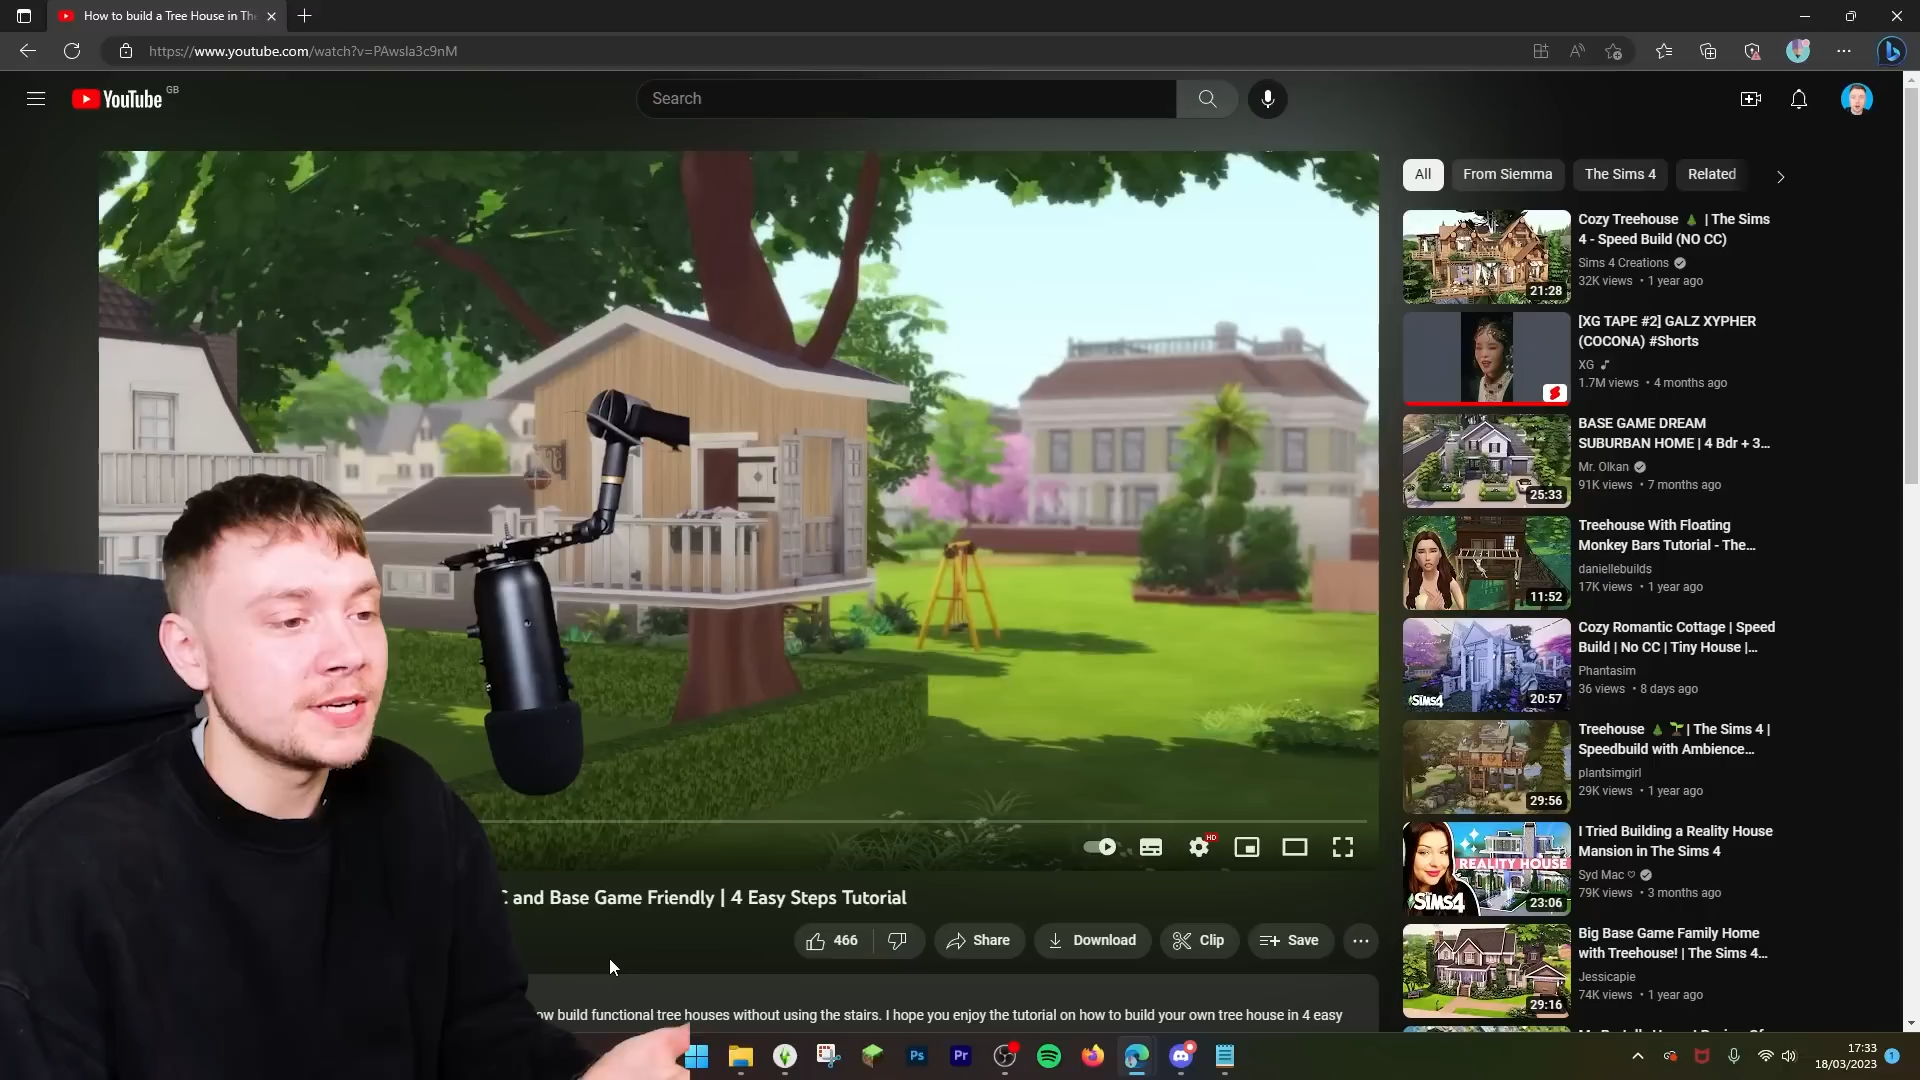 How to build a Tree House in The
https://www.youtube.com/watch?v=PAwsla3c9nM
YouTube GB
Search
All
From Siemma
The Sims 4
Related
Cozy Treehouse 🌲 | The Sims
4 - Speed Build (NO CC)
Sims 4 Creations
32K views • 1 year ago
21:28
[XG TAPE #2] GALZ XYPHER
(COCONA) #Shorts
XG
1.7M views • 4 months ago
BASE GAME DREAM
SUBURBAN HOME | 4 Bdr + 3...
Mr. Olkan
91K views • 7 months ago
25:33
Treehouse With Floating
Monkey Bars Tutorial - The...
daniellebuilds
17K views • 1 year ago
11:52
Cozy Romantic Cottage | Speed
Build | No CC | Tiny House |...
Phantasim
36 views • 8 days ago
SIMS4
20:57
Treehouse 🌲🌱| The Sims 4 |
Speedbuild with Ambience...
plantsimgirl
29K views • 1 year ago
29:56
I Tried Building a Reality House
Mansion in The Sims 4
Syd Mac ♡
79K views • 3 months ago
REALITY HOUSE
SIMS4
23:06
Big Base Game Family Home
with Treehouse! | The Sims 4...
Jessicapie
74K views • 1 year ago
29:16
HD
and Base Game Friendly | 4 Easy Steps Tutorial
466
Share
Download
Clip
Save
build functional tree houses without using the stairs. I hope you enjoy the tutorial on how to build your own tree house in 4 easy
Ps
Pr
17:33
18/03/2023
1